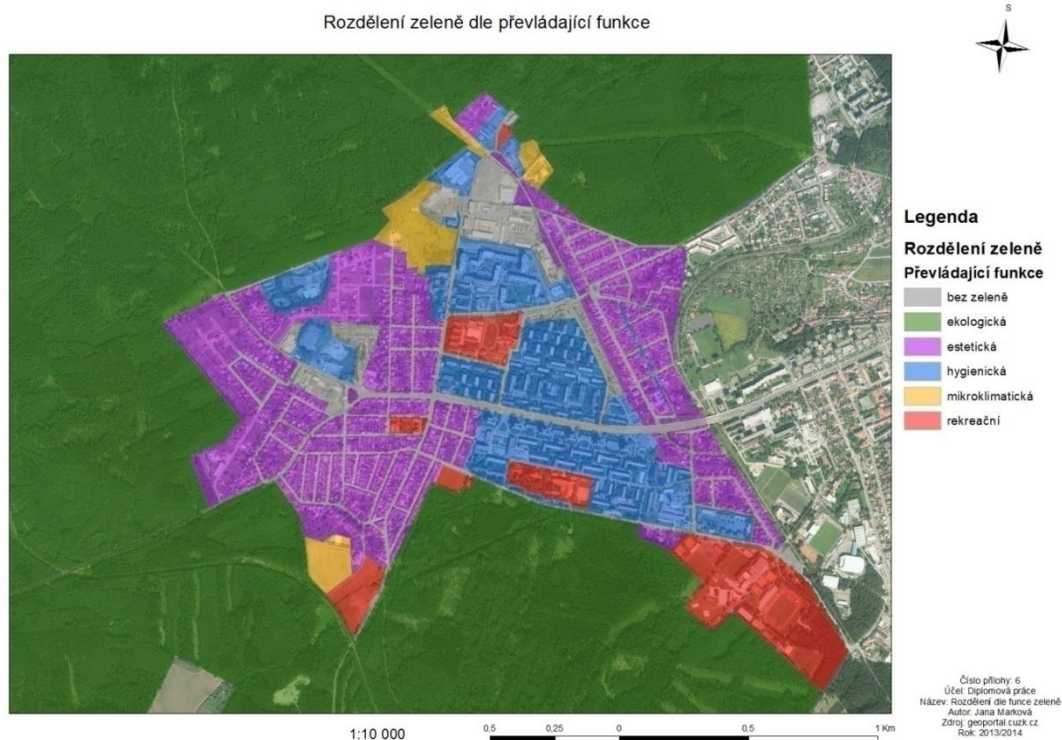 Rozdělení zeleně dle převládající funkce
S
Legenda
Rozdělení zeleně
Převládající funkce
bez zeleně
ekologická
estetická
hygienická
mikroklimatická
rekreační
Číslo přílohy: 6
Účel: Diplomová práce
Název: Rozdělení dle funce zeleně
Autor: Jana Marková
Zdroj: geoportal.cuzk.cz
Rok: 2013/2014
1:10 000
0,5 0,25 0 0,5 1 Km